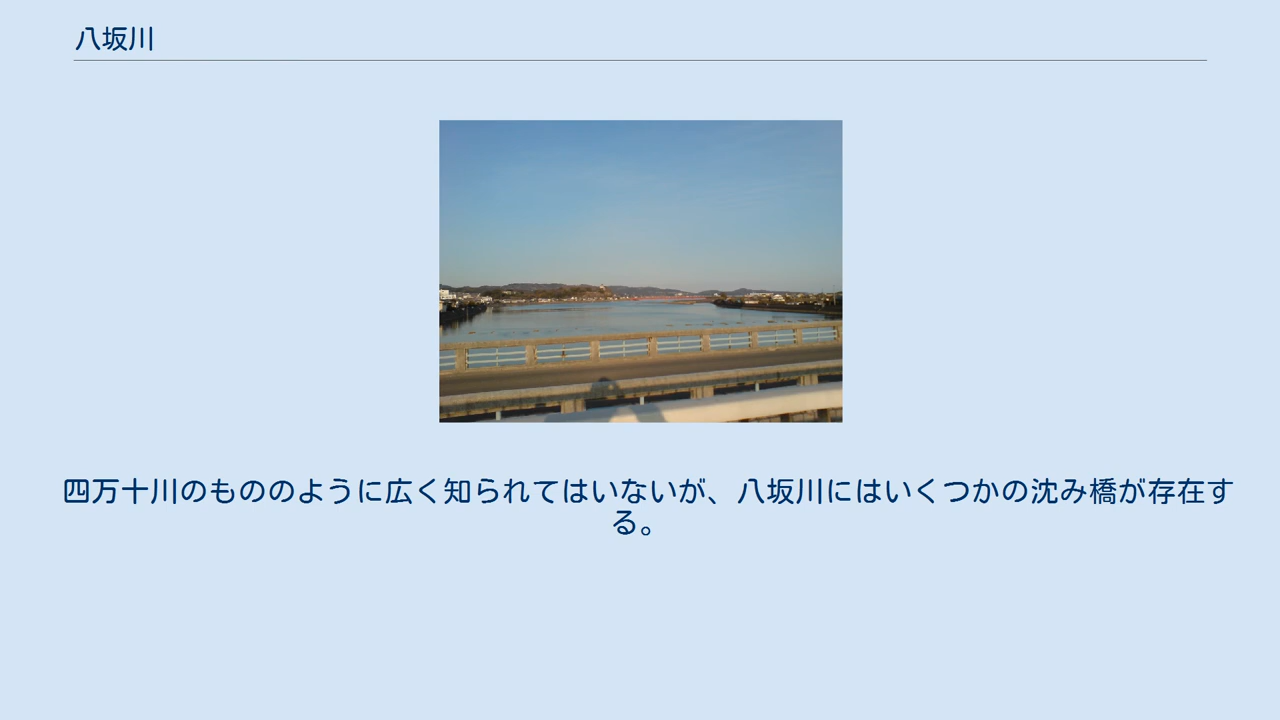 八坂川
四万十川のもののように広く知られてはいないが、八坂川にはいくつかの沈み橋が存在す
る。